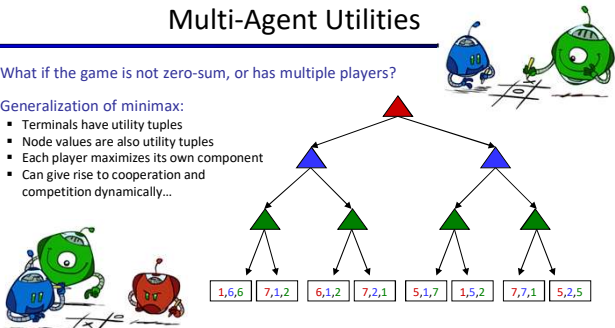 Multi-Agent Utilities
What if the game is not zero-sum, or has multiple players?
Generalization of minimax:
▪ Terminals have utility tuples
▪ Node values are also utility tuples
▪ Each player maximizes its own component
▪ Can give rise to cooperation and
competition dynamically…
1,6,6 7,1,2 6,1,2 7,2,1 5,1,7 1,5,2 7,7,1 5,2,5